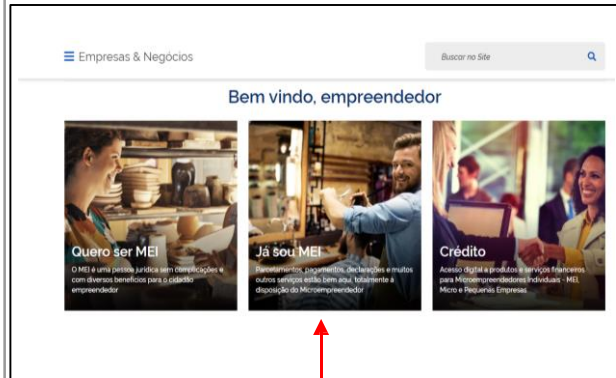 Empresas & Negócios
Buscar no Site
Bem vindo, empreendedor
Quero ser MEI
O MEI é uma pessoa jurídica sem complicações e
com diversos benefícios para o cidadão
empreendedor
Já sou MEI
Parcelamentos, pagamentos, declarações e muitos
outros serviços estão bem aqui, totalmente à
disposição do Microempreendedor
Crédito
Acesso digital a produtos e serviços financeiros
para Microempreendedores Individuais - MEI,
Micro e Pequenas Empresas